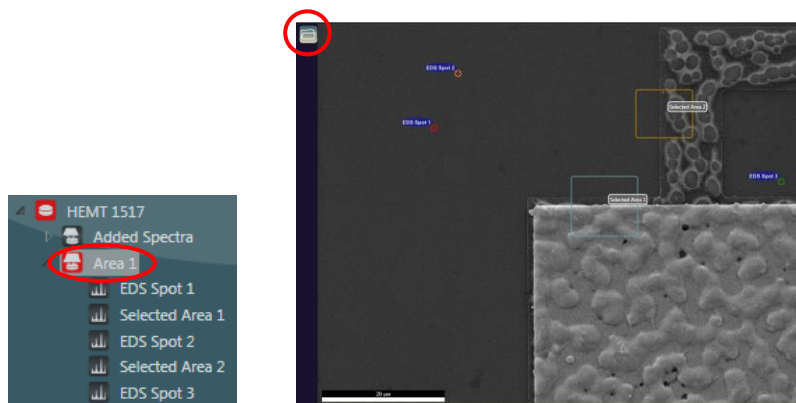 HEMT 1517
Added Spectra
Area 1
EDS Spot 1
Selected Area 1
EDS Spot 2
Selected Area 2
EDS Spot 3
EDS Spot 2
Selected Area 2
EDS Spot 1
EDS Spot 3
Selected Area 1
20 um